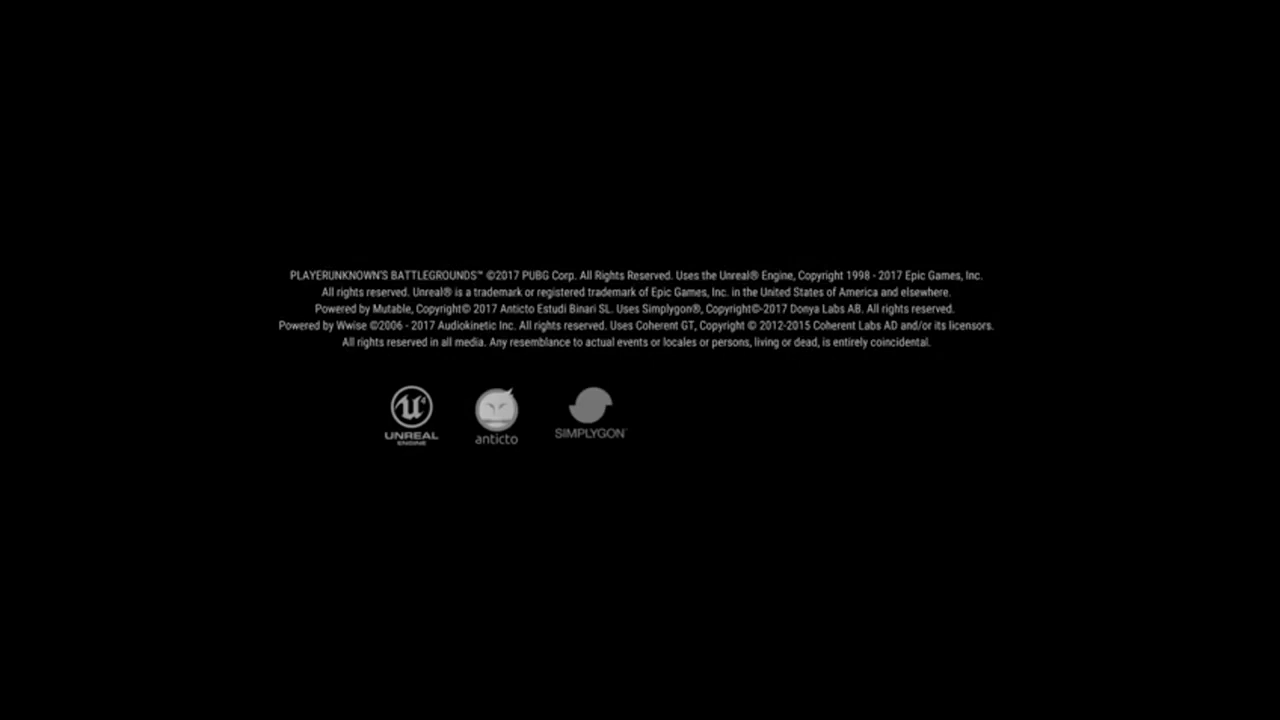 PLAYERUNKNOWN'S BATTLEGROUNDS™ ©2017 PUBG Corp. All Rights Reserved. Uses the Unreal® Engine, Copyright 1998 - 2017 Epic Games, Inc.
All rights reserved. Unreal® is a trademark or registered trademark of Epic Games, Inc. in the United States of America and elsewhere.
Powered by Mutable, Copyright© 2017 Anticto Estudi Binari SL. Uses Simplygon®, Copyright©-2017 Donya Labs AB. All rights reserved.
Powered by Wwise ©2006 - 2017 Audiokinetic Inc. All rights reserved. Uses Coherent GT, Copyright © 2012-2015 Coherent Labs AD and/or its licensors.
All rights reserved in all media. Any resemblance to actual events or locales or persons, living or dead, is entirely coincidental.
UNREAL
ENGINE
anticto
SIMPLYGON™